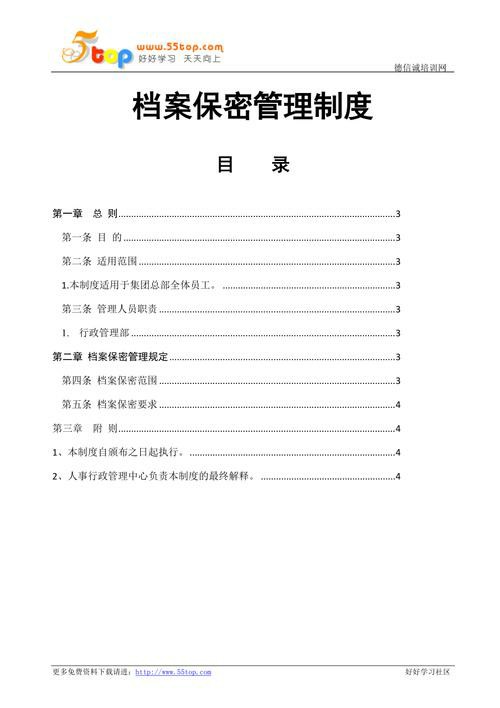 55top
www.55top.com
好好学习 天天向上
德信诚培训网
档案保密管理制度
目 录
第一章 总 则........3
第一条 目 的........3
第二条 适用范围........3
1.本制度适用于集团总部全体员工。........3
第三条 管理人员职责........3
1. 行政管理部........3
第二章 档案保密管理规定........3
第四条 档案保密范围........3
第五条 档案保密要求........4
第三章 附 则........4
1、本制度自颁布之日起执行。........4
2、人事行政管理中心负责本制度的最终解释。........4
更多免费资料下载请进：http://www.55top.com 好好学习社区